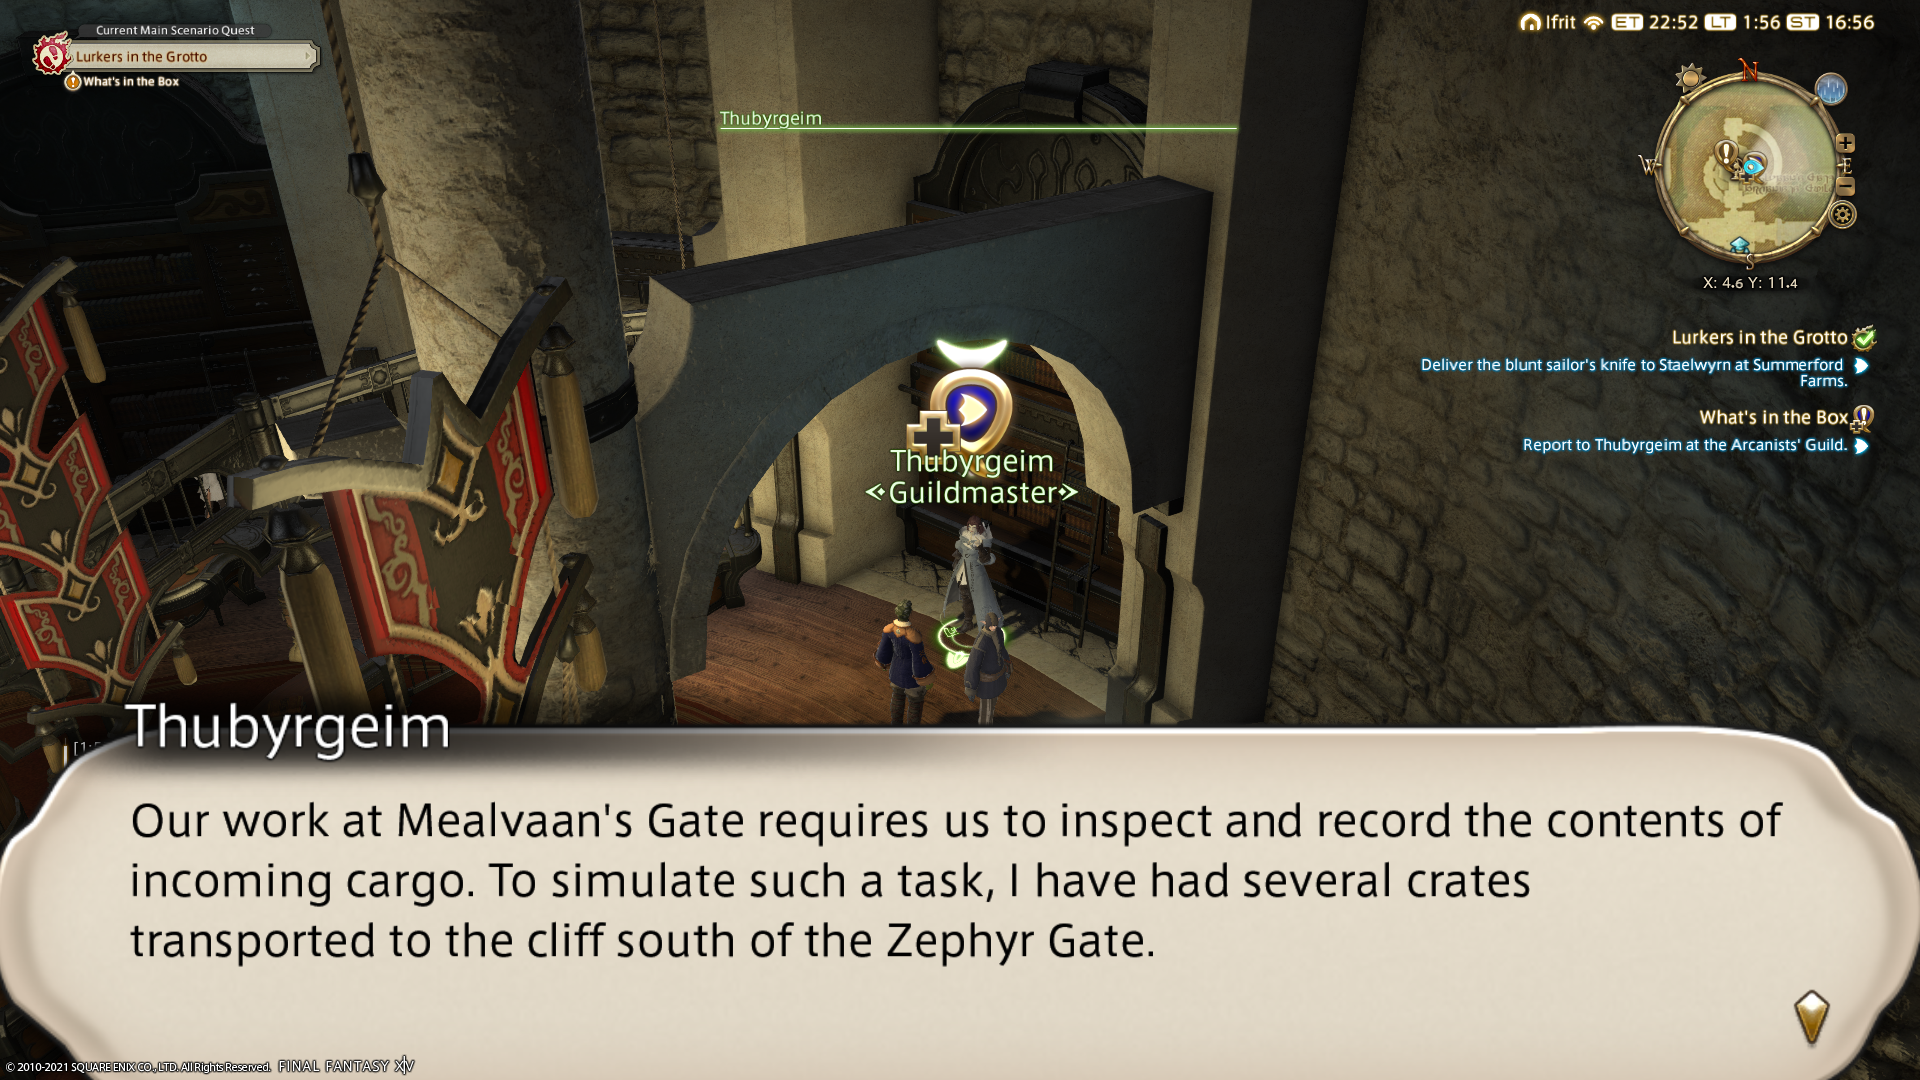 Current Main Scenario Quest
Lurkers in the Grotto
What's in the Box
Ifrit ET 22:52 LT 1:56 ST 16:56
Thubyrgeim
N
W
E
S
X: 4.6 Y: 11.4
Lurkers in the Grotto
Deliver the blunt sailor's knife to Staelwyrn at Summerford
Farms.
What's in the Box
Report to Thubyrgeim at the Arcanists' Guild.
Thubyrgeim
Guildmaster
Thubyrgeim
Our work at Mealvaan's Gate requires us to inspect and record the contents of
incoming cargo. To simulate such a task, I have had several crates
transported to the cliff south of the Zephyr Gate.
© 2010-2021 SQUARE ENIX CO., LTD. All Rights Reserved. FINAL FANTASY XIV